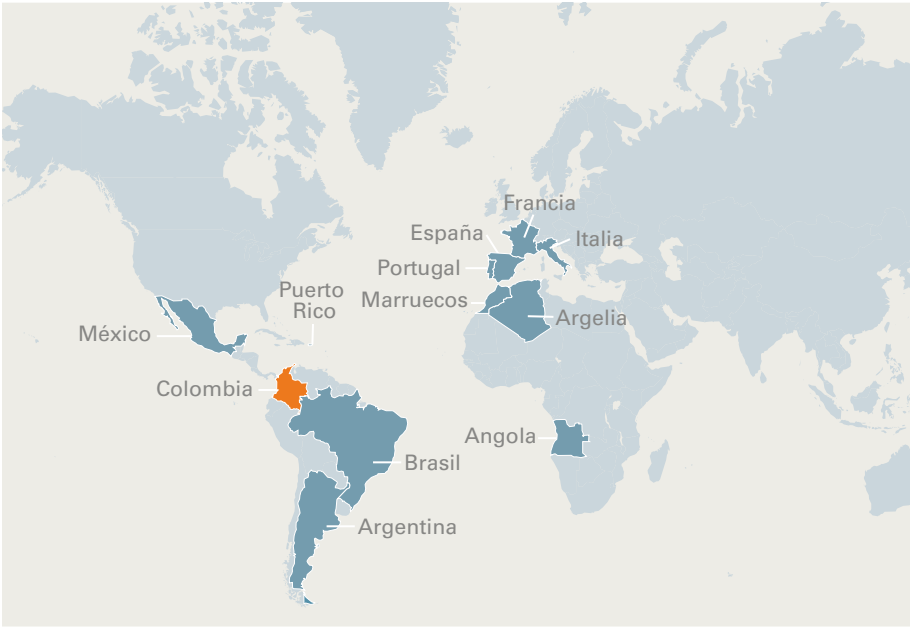 Francia
España
Italia
Portugal
Puerto
Rico
Marruecos
Argelia
México
Colombia
Angola
Brasil
Argentina